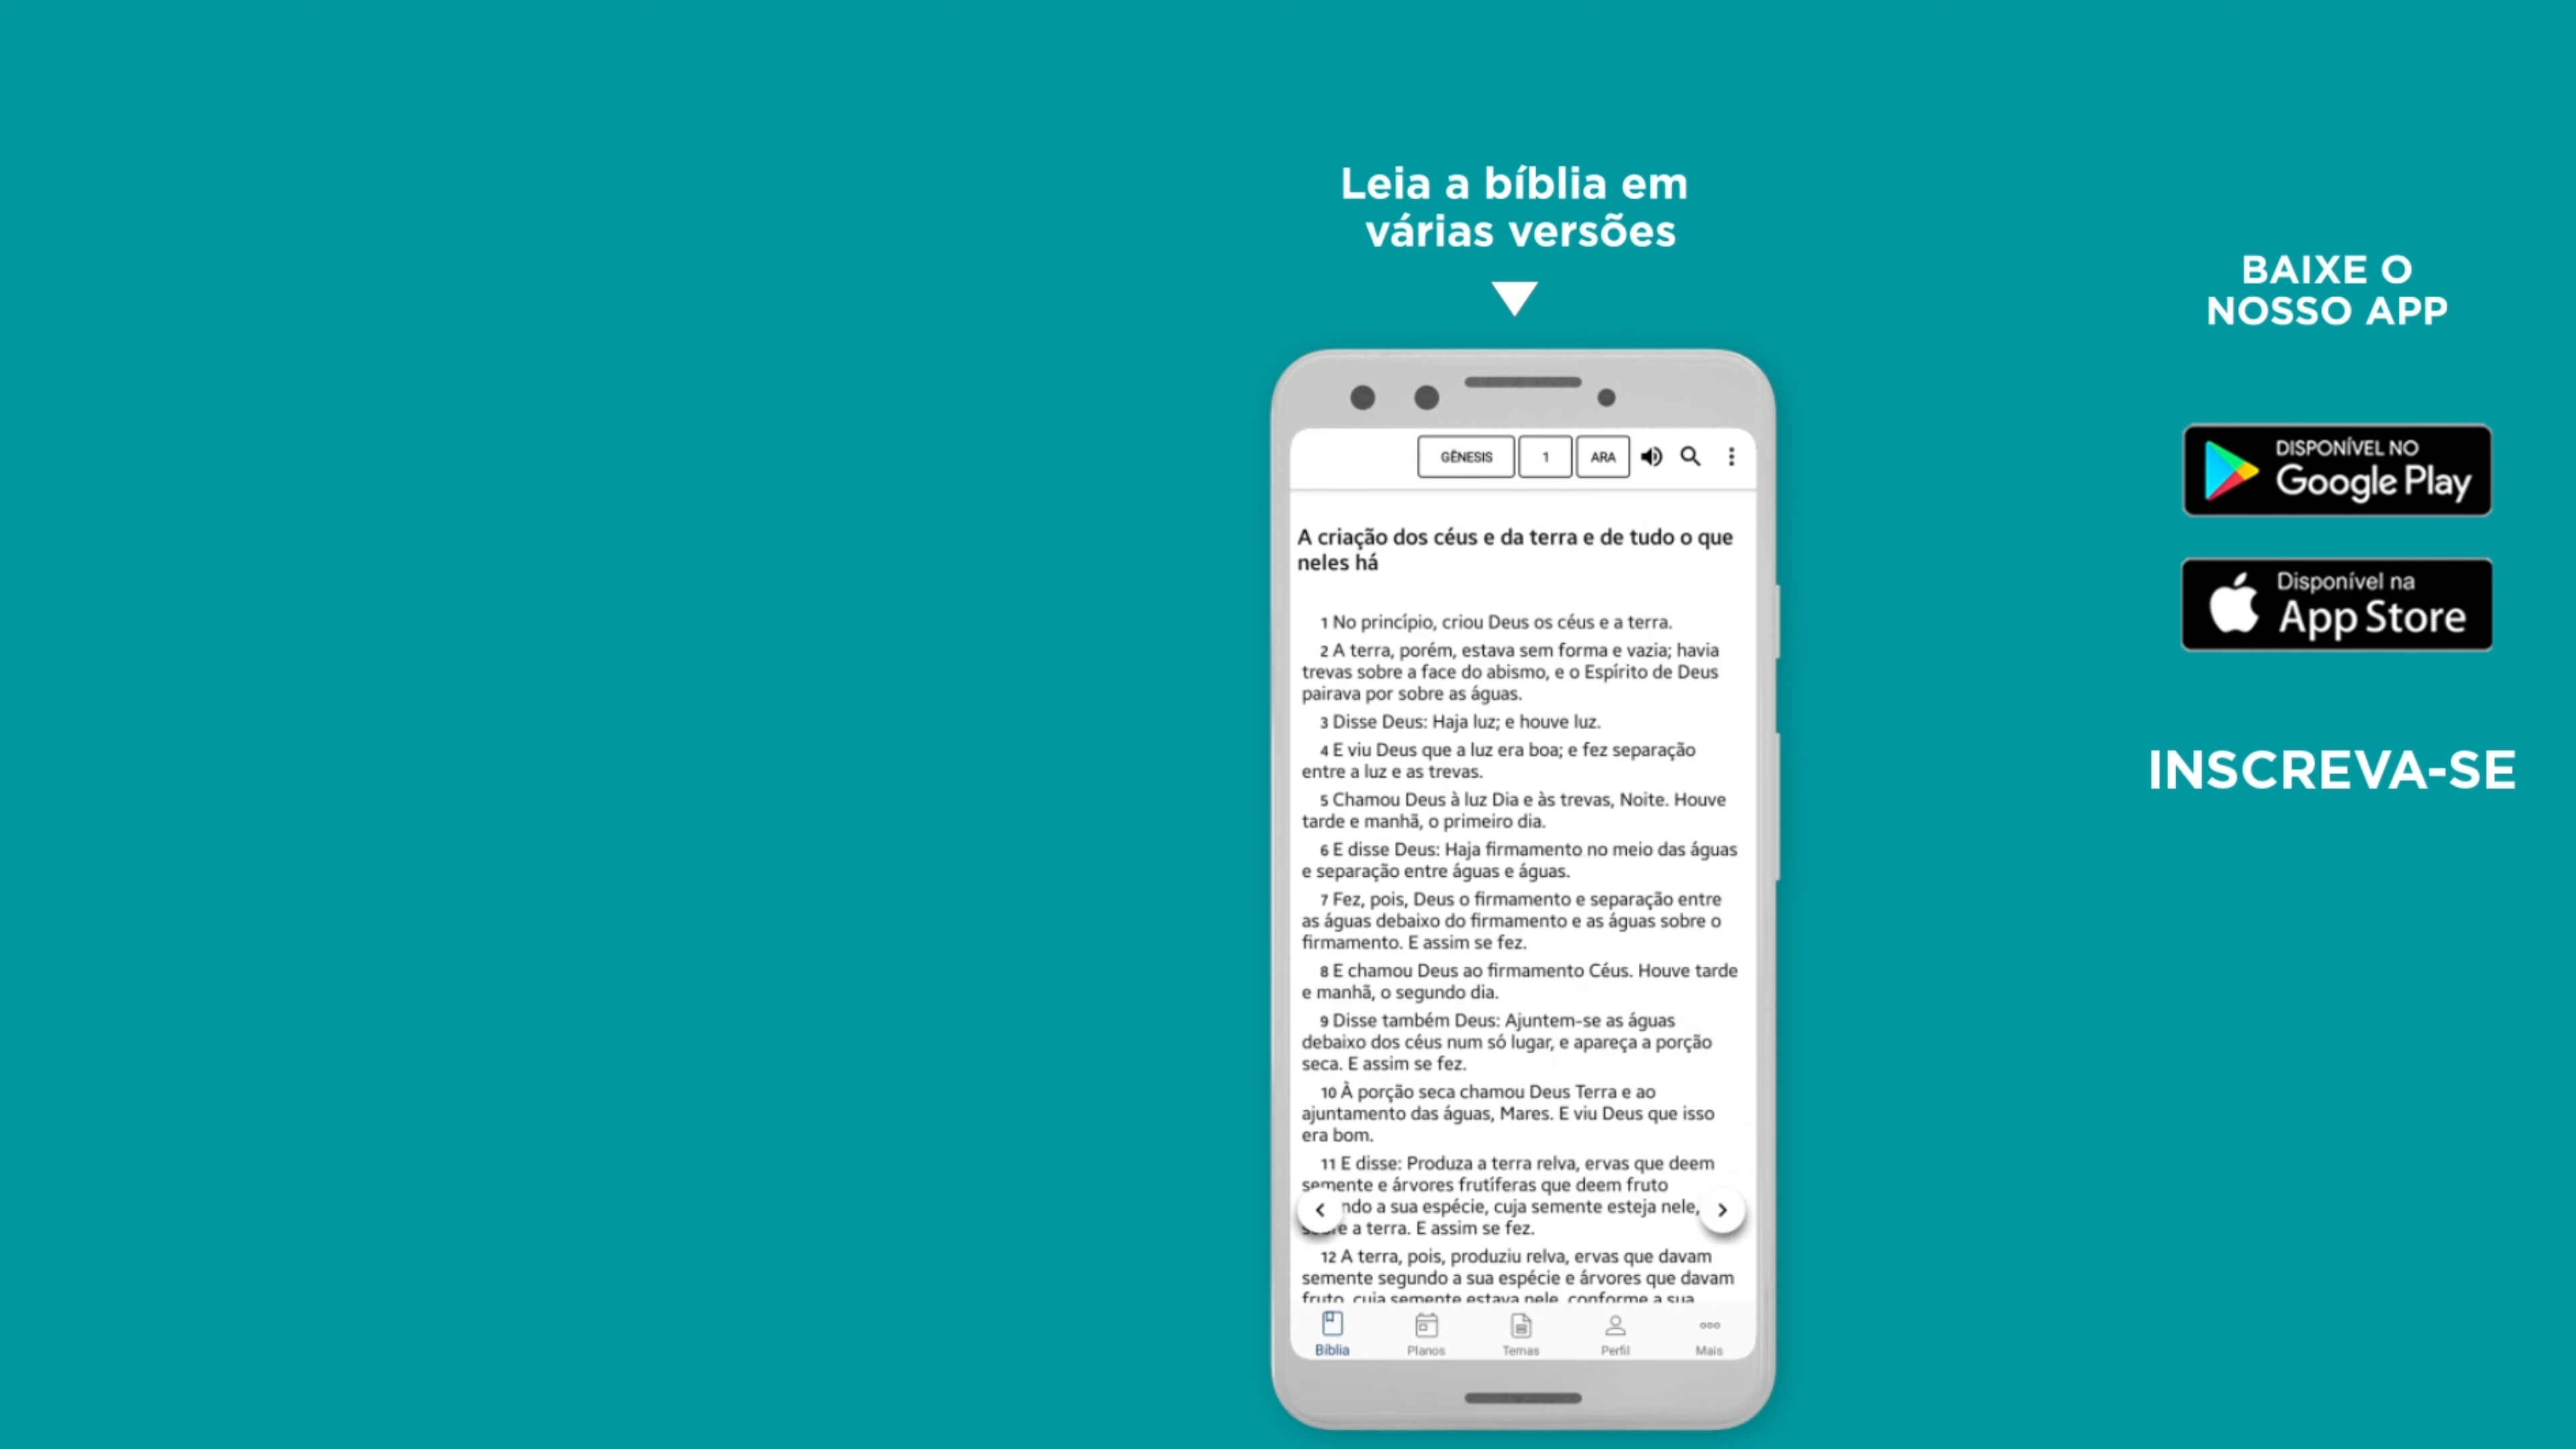 Leia a bíblia em
várias versões
BAIXE O
NOSSO APP
DISPONÍVEL NO
Google Play
Disponível na
App Store
INSCREVA-SE
GÊNESIS 1 ARA
A criação dos céus e da terra e de tudo o que
neles há
1 No princípio, criou Deus os céus e a terra.
2 A terra, porém, estava sem forma e vazia; havia
trevas sobre a face do abismo, e o Espírito de Deus
pairava por sobre as águas.
3 Disse Deus: Haja luz; e houve luz.
4 E viu Deus que a luz era boa; e fez separação
entre a luz e as trevas.
5 Chamou Deus à luz Dia e às trevas, Noite. Houve
tarde e manhã, o primeiro dia.
6 E disse Deus: Haja firmamento no meio das águas
e separação entre águas e águas.
7 Fez, pois, Deus o firmamento e separação entre
as águas debaixo do firmamento e as águas sobre o
firmamento. E assim se fez.
8 E chamou Deus ao firmamento Céus. Houve tarde
e manhã, o segundo dia.
9 Disse também Deus: Ajuntem-se as águas
debaixo dos céus num só lugar, e apareça a porção
seca. E assim se fez.
10 À porção seca chamou Deus Terra e ao
ajuntamento das águas, Mares. E viu Deus que isso
era bom.
11 E disse: Produza a terra relva, ervas que deem
semente e árvores frutíferas que deem fruto
ndo a sua espécie, cuja semente esteja nele,
a terra. E assim se fez.
12 A terra, pois, produziu relva, ervas que davam
semente segundo a sua espécie e árvores que davam
fruto, cuja semente estava nele, conforme a sua
Bíblia Planos Temas Perfil Mais